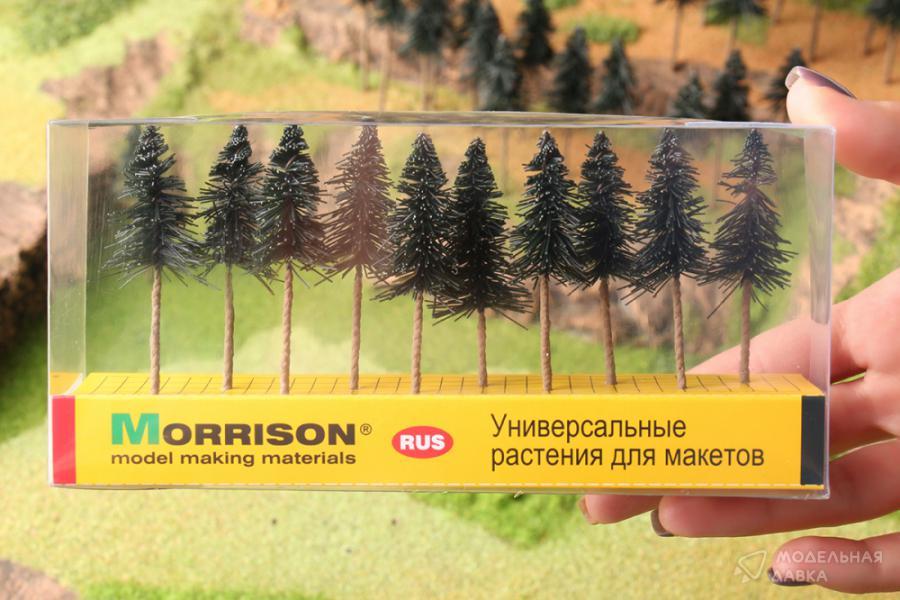 MORRISON®
model making materials
RUS
Универсальные
растения для макетов
МОДЕЛЬНАЯ
ЛАВКА